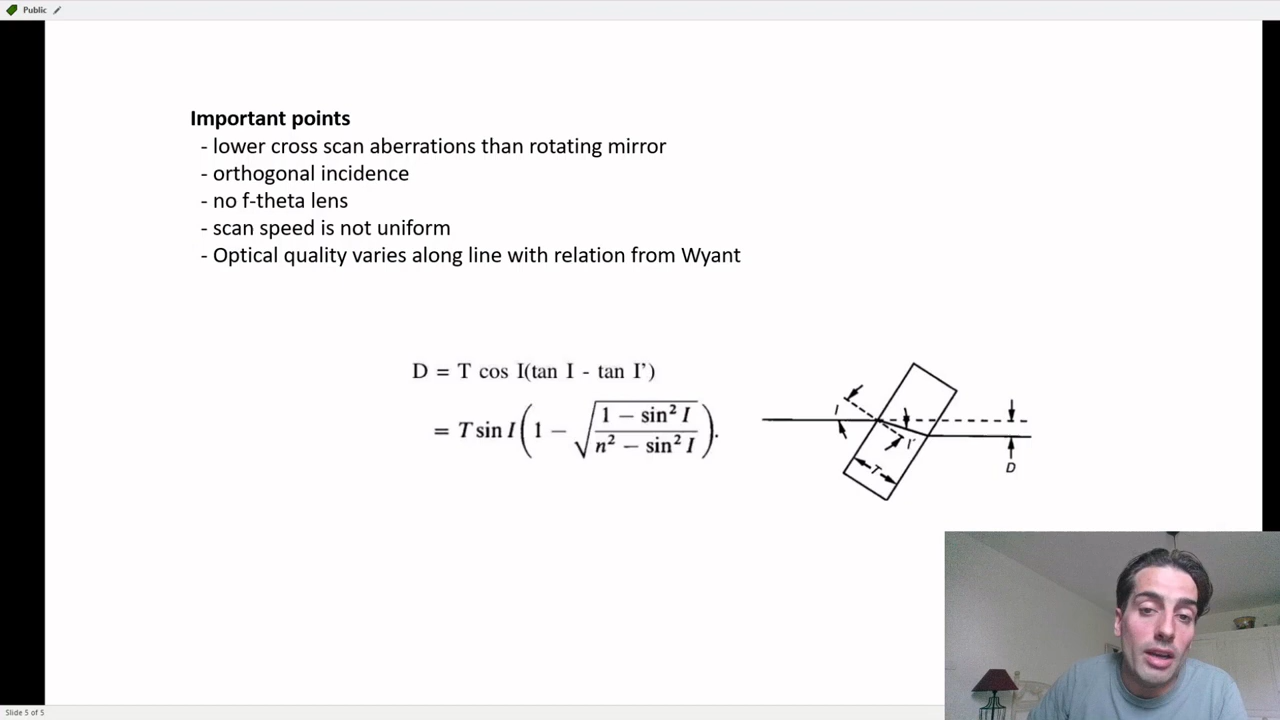 Public
Important points
- lower cross scan aberrations than rotating mirror
- orthogonal incidence
- no f-theta lens
- scan speed is not uniform
- Optical quality varies along line with relation from Wyant
D = T cos I(tan I - tan I’)
= T sin I(1 − √((1 − sin² I)/(n² − sin² I))).
I
I'
T
D
Slide 5 of 5